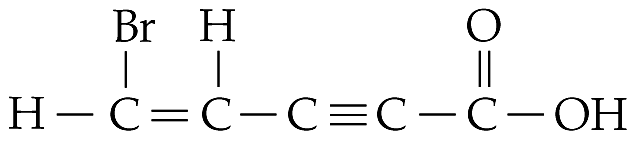 Br H O
H — C = C — C ≡ C — C — OH